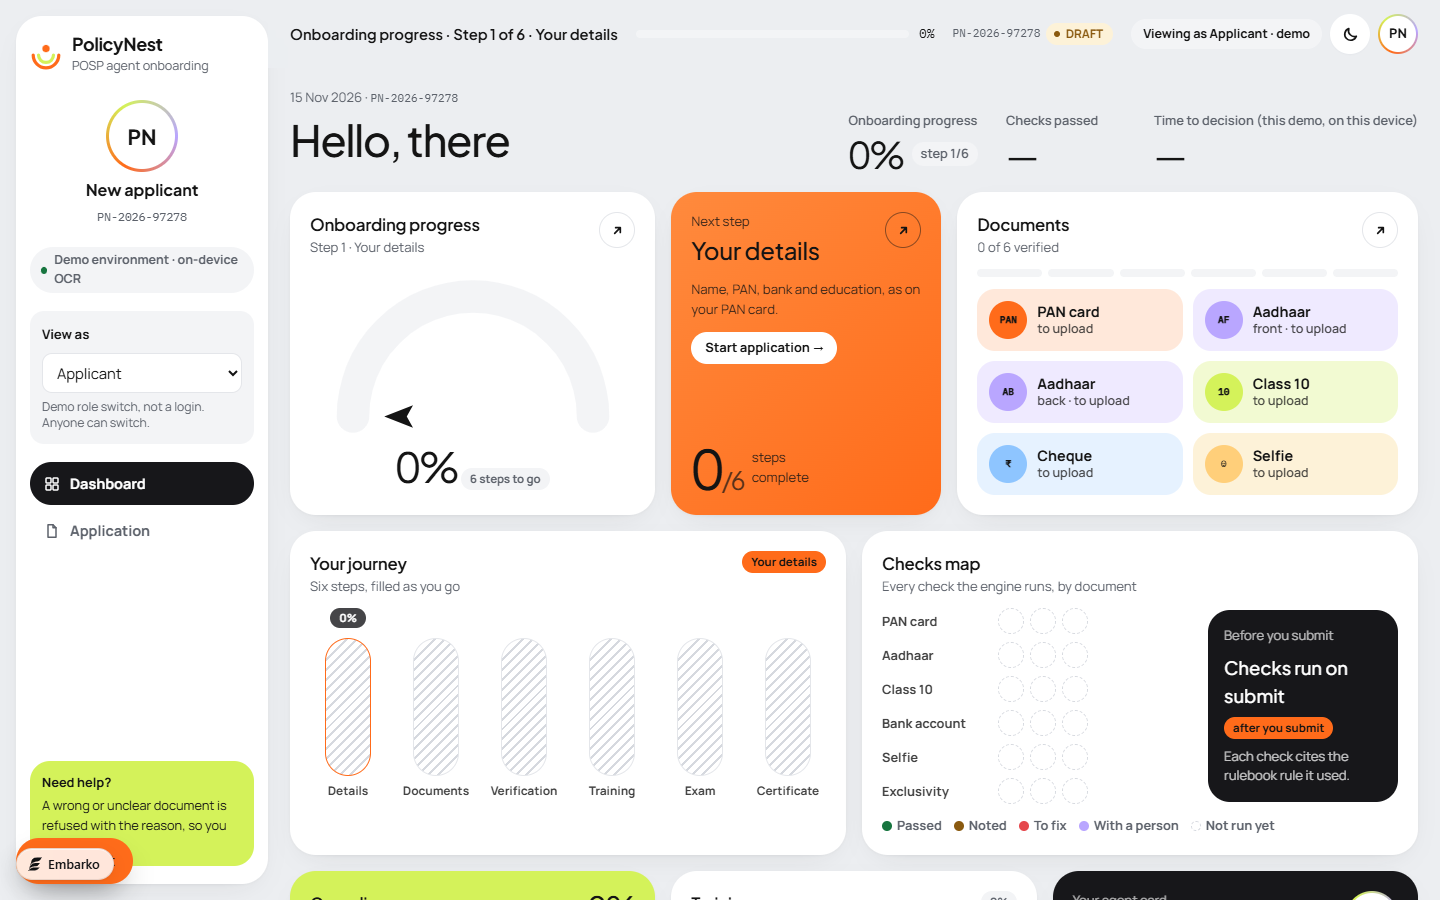 PolicyNest
POSP agent onboarding
PN
New applicant
PN-2026-97278
Demo environment · on-device
OCR
View as
Applicant
Demo role switch, not a login.
Anyone can switch.
Dashboard
Application
Need help?
A wrong or unclear document is
refused with the reason, so you
Embarko
Onboarding progress · Step 1 of 6 · Your details
0%
PN-2026-97278
DRAFT
Viewing as Applicant · demo
PN
15 Nov 2026 · PN-2026-97278
Hello, there
Onboarding progress
0% step 1/6
Checks passed
—
Time to decision (this demo, on this device)
—
Onboarding progress
Step 1 · Your details
0% 6 steps to go
Next step
Your details
Name, PAN, bank and education, as on
your PAN card.
Start application →
0/6 steps
complete
Documents
0 of 6 verified
PAN
PAN card
to upload
AF
Aadhaar
front · to upload
AB
Aadhaar
back · to upload
10
Class 10
to upload
₹
Cheque
to upload
☺
Selfie
to upload
Your journey
Six steps, filled as you go
Your details
0%
Details
Documents
Verification
Training
Exam
Certificate
Checks map
Every check the engine runs, by document
PAN card
Aadhaar
Class 10
Bank account
Selfie
Exclusivity
Before you submit
Checks run on
submit
after you submit
Each check cites the
rulebook rule it used.
Passed
Noted
To fix
With a person
Not run yet